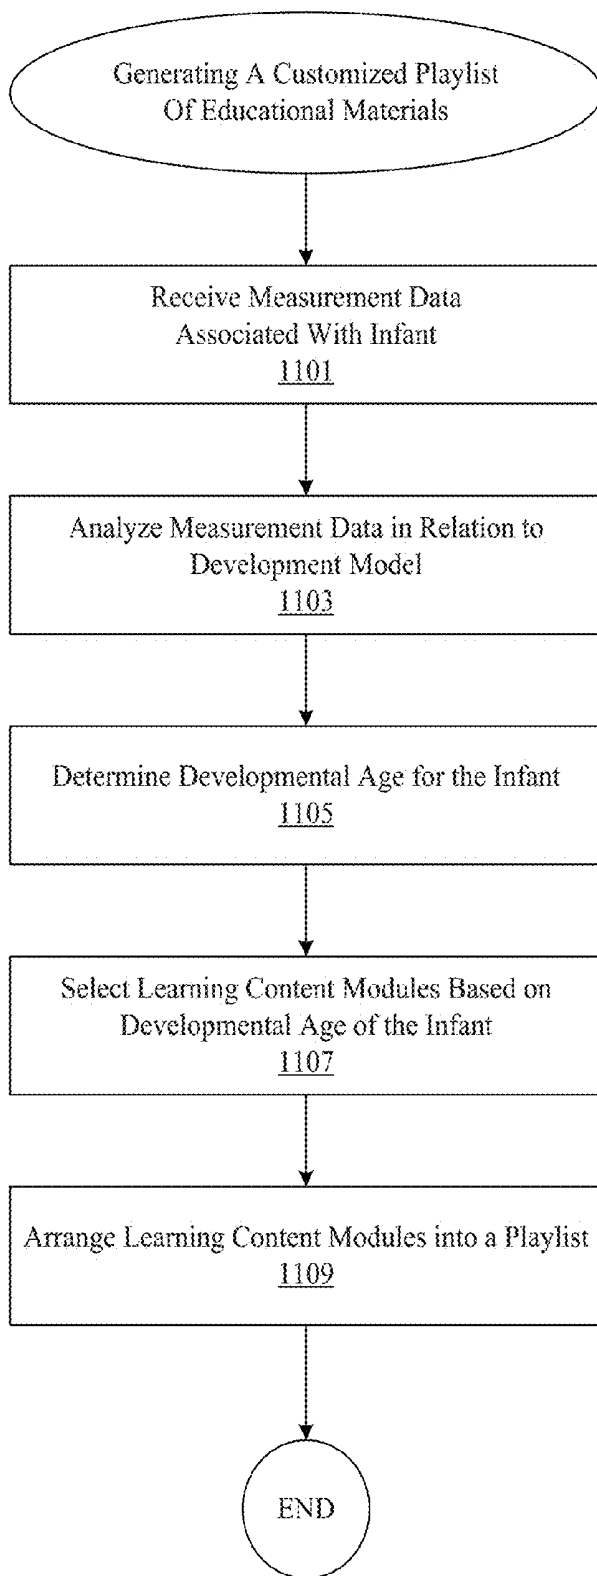 Generating A Customized Playlist
Of Educational Materials
Receive Measurement Data
Associated With Infant
1101
Analyze Measurement Data in Relation to
Development Model
1103
Determine Developmental Age for the Infant
1105
Select Learning Content Modules Based on
Developmental Age of the Infant
1107
Arrange Learning Content Modules into a Playlist
1109
END